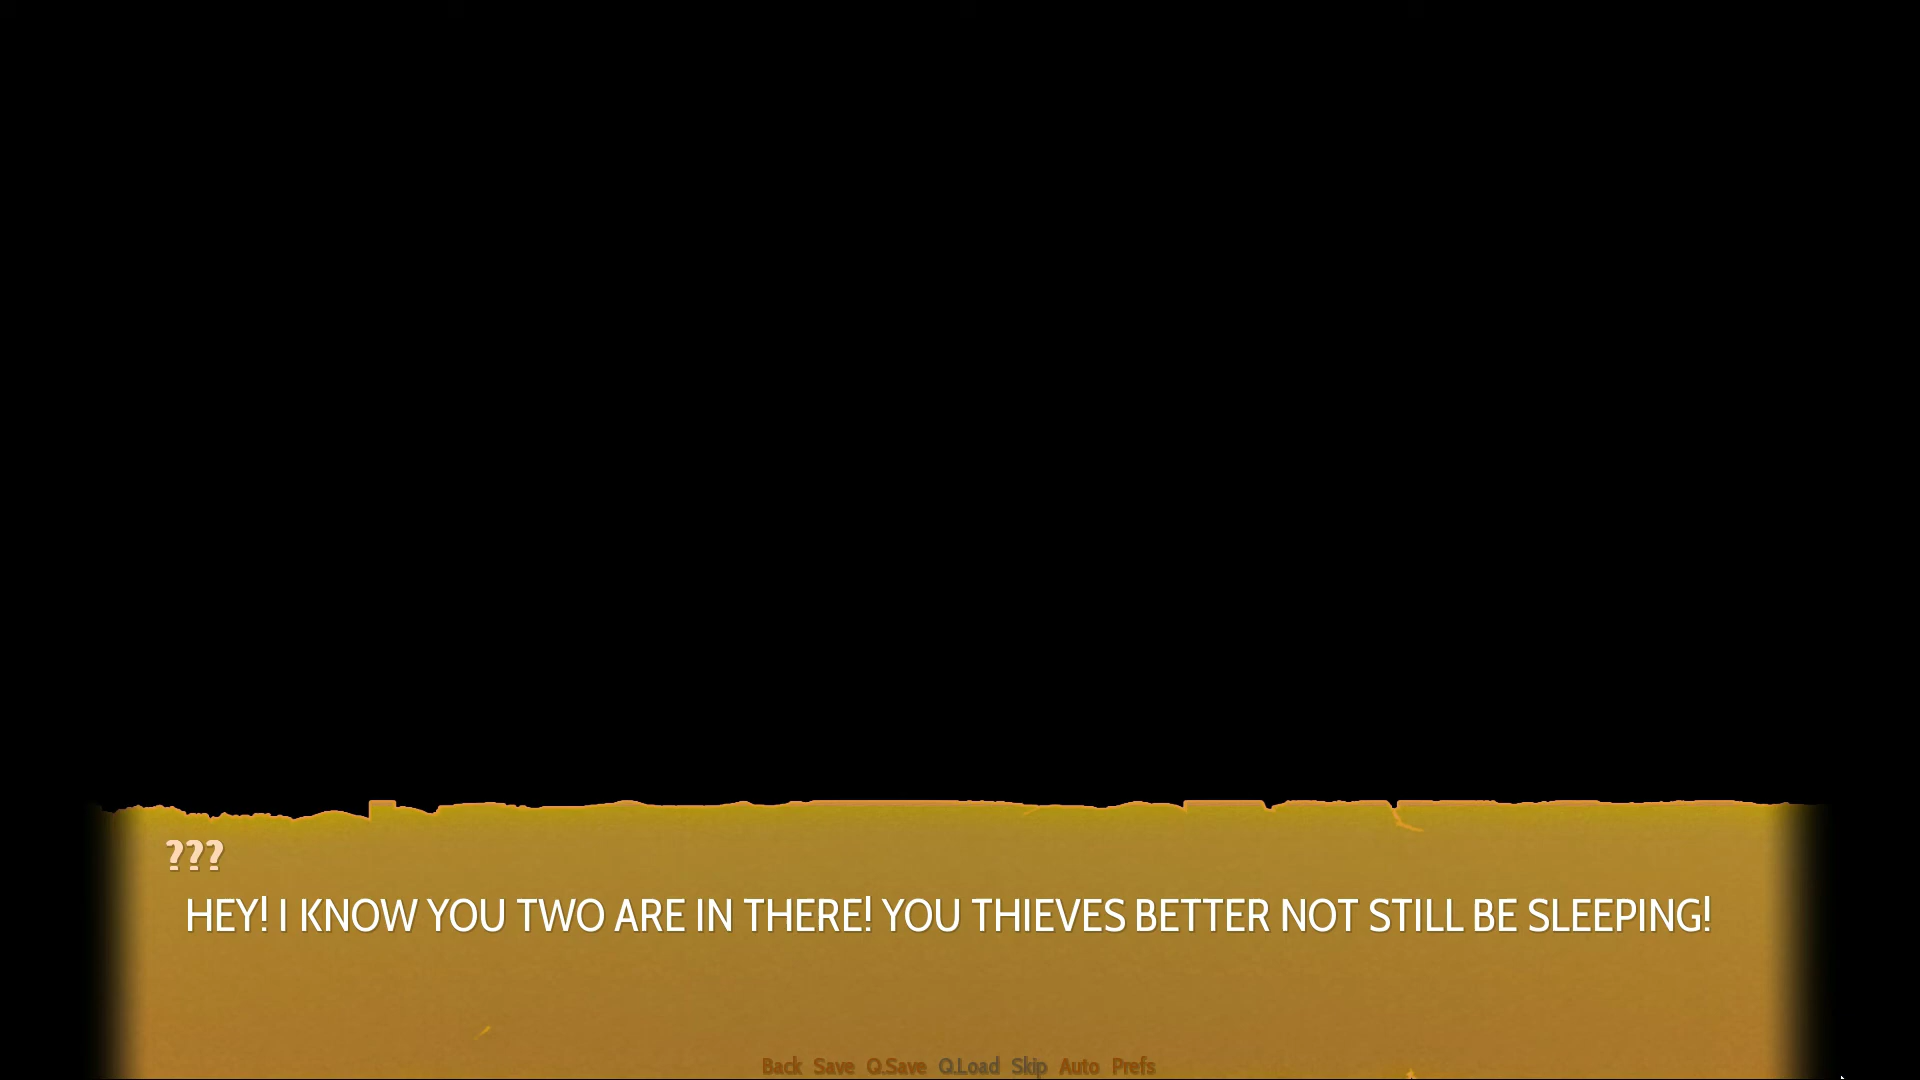 ???
HEY! I KNOW YOU TWO ARE IN THERE! YOU THIEVES BETTER NOT STILL BE SLEEPING!
Back Save Q.Save Q.Load Skip Auto Prefs